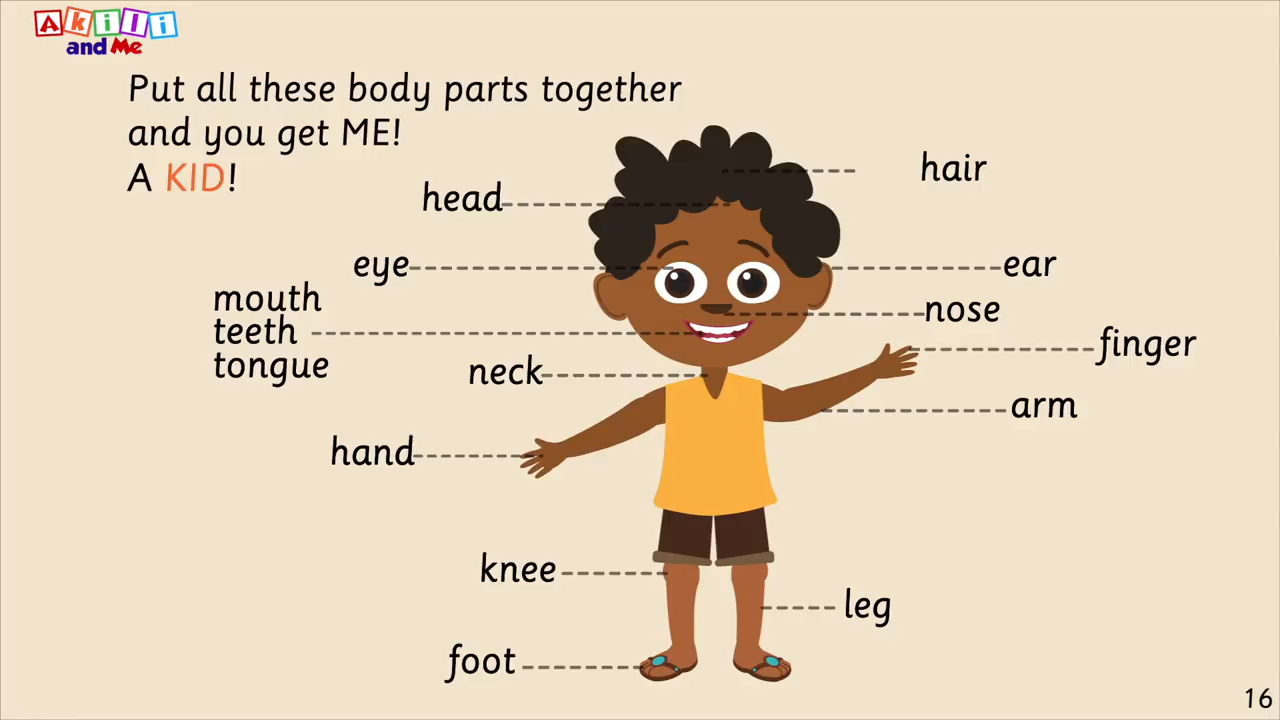 Akili
and Me
Put all these body parts together
and you get ME!
A KID!
hair
head
eye
ear
mouth
teeth
tongue
nose
finger
neck
arm
hand
knee
leg
foot
16